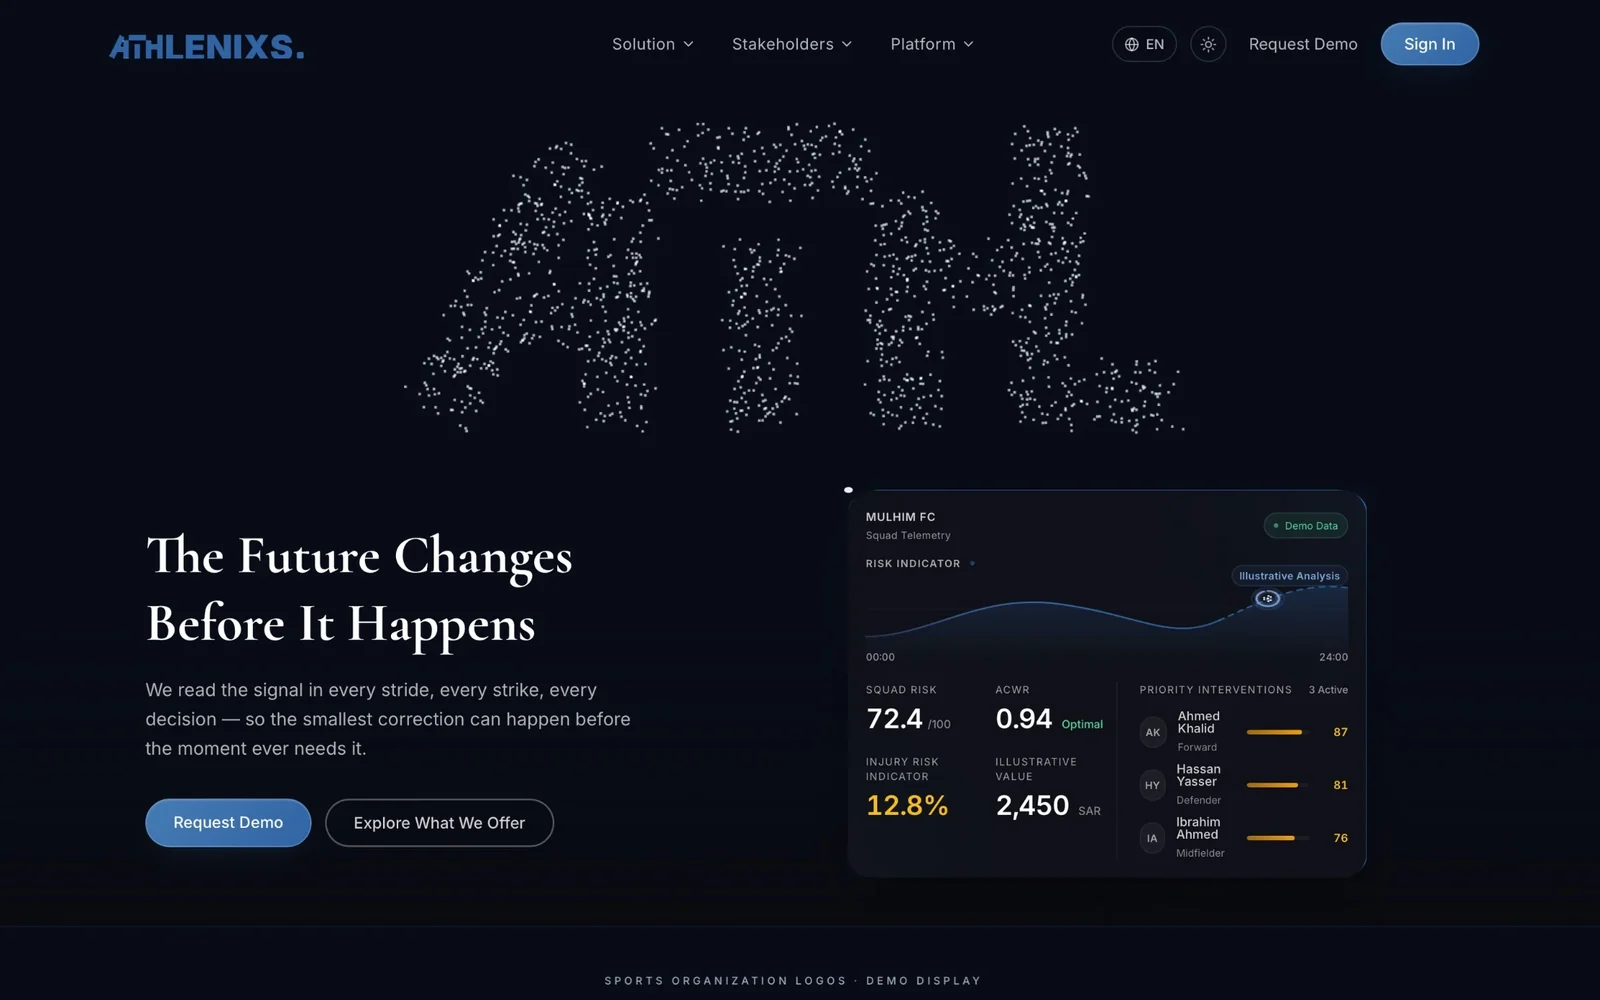 ATHLENIXS.
Solution
Stakeholders
Platform
EN
Request Demo
Sign In
ATHL
The Future Changes
Before It Happens
We read the signal in every stride, every strike, every
decision — so the smallest correction can happen before
the moment ever needs it.
Request Demo
Explore What We Offer
MULHIM FC
Squad Telemetry
Demo Data
RISK INDICATOR
Illustrative Analysis
00:00
24:00
SQUAD RISK
72.4 /100
ACWR
0.94 Optimal
INJURY RISK
INDICATOR
12.8%
ILLUSTRATIVE
VALUE
2,450 SAR
PRIORITY INTERVENTIONS
3 Active
AK
Ahmed
Khalid
Forward
87
HY
Hassan
Yasser
Defender
81
IA
Ibrahim
Ahmed
Midfielder
76
SPORTS ORGANIZATION LOGOS · DEMO DISPLAY